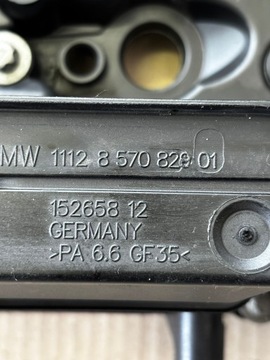 MW 1112 8 570 829 01
152658 12
GERMANY
>PA 6.6 GF35<